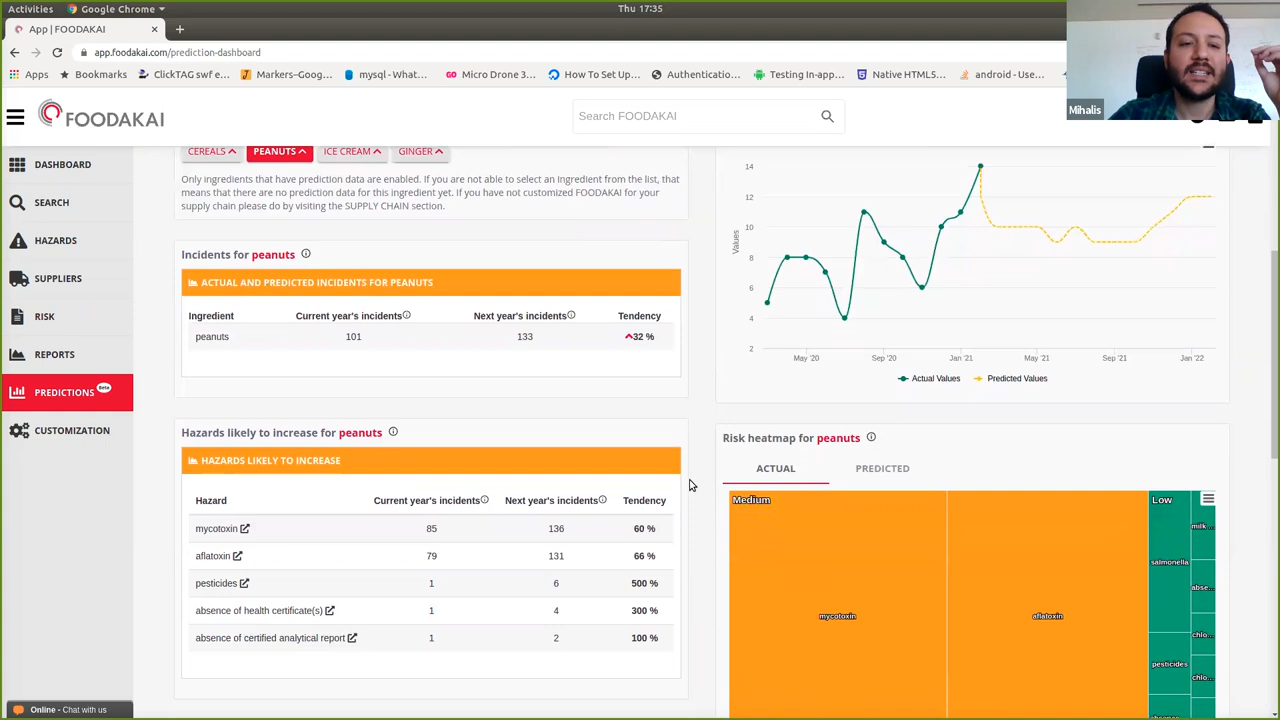 Activities
Google Chrome
Thu 17:35
App | FOODAKAI
app.foodakai.com/prediction-dashboard
Apps
Bookmarks
ClickTAG swf e...
Markers–Goog...
mysql - What...
Micro Drone 3...
How To Set Up...
Authentication...
Testing In-app...
Native HTML5...
android - Use...
Mihalis
FOODAKAI
Search FOODAKAI
DASHBOARD
SEARCH
HAZARDS
SUPPLIERS
RISK
REPORTS
PREDICTIONS Beta
CUSTOMIZATION
Online - Chat with us
CEREALS
PEANUTS
ICE CREAM
GINGER
Only ingredients that have prediction data are enabled. If you are not able to select an ingredient from the list, that
means that there are no prediction data for this ingredient yet. If you have not customized FOODAKAI for your
supply chain please do by visiting the SUPPLY CHAIN section.
Incidents for peanuts
ACTUAL AND PREDICTED INCIDENTS FOR PEANUTS
Ingredient Current year's incidents Next year's incidents Tendency
peanuts 101 133 32 %
Hazards likely to increase for peanuts
HAZARDS LIKELY TO INCREASE
Hazard Current year's incidents Next year's incidents Tendency
mycotoxin 85 136 60 %
aflatoxin 79 131 66 %
pesticides 1 6 500 %
absence of health certificate(s) 1 4 300 %
absence of certified analytical report 1 2 100 %
Values
14
12
10
8
6
4
2
May '20
Sep '20
Jan '21
May '21
Sep '21
Jan '22
Actual Values
Predicted Values
Risk heatmap for peanuts
ACTUAL
PREDICTED
Medium
Low
mycotoxin
aflatoxin
milk...
salmonella
abse...
chlo...
pesticides
chlo...